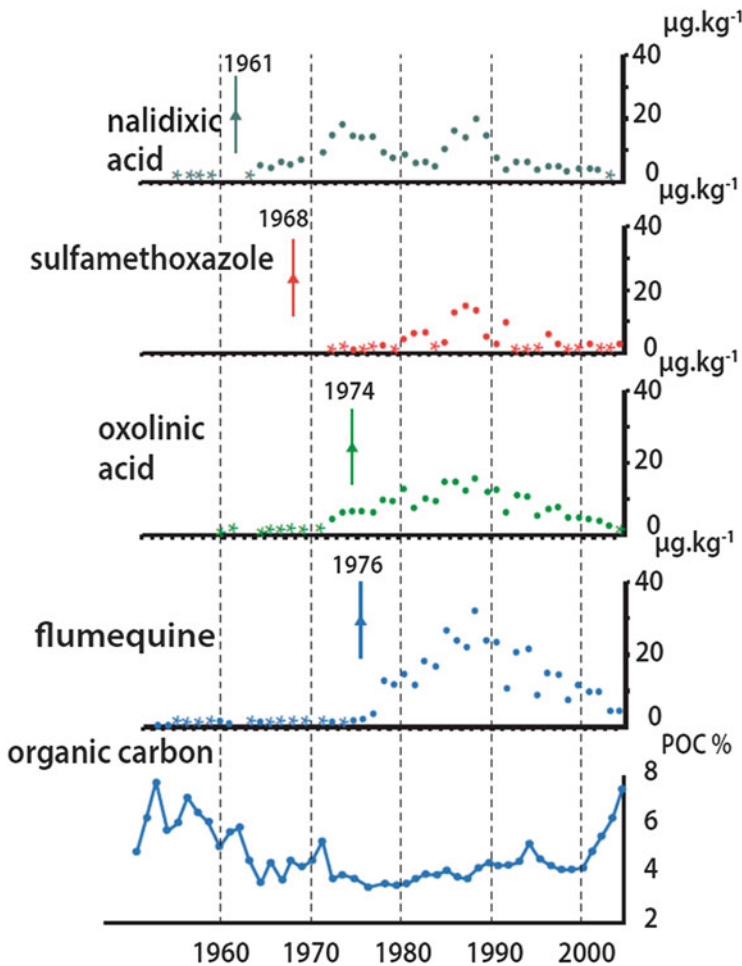 µg.kg-1
40
1961
nalidixic
acid
20
0
µg.kg-1
1968
40
sulfamethoxazole
20
0
µg.kg-1
1974
40
oxolinic
acid
20
0
µg.kg-1
1976
40
flumequine
20
0
organic carbon
POC %
8
6
4
2
1960 1970 1980 1990 2000